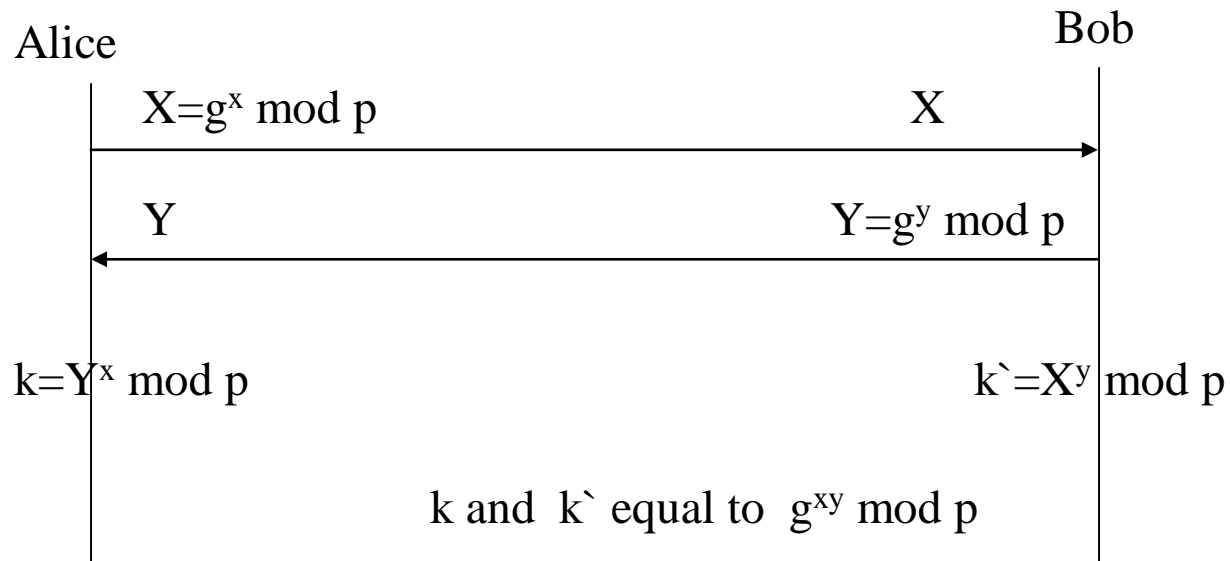 Alice
Bob
X=gˣ mod p X
Y Y=gʸ mod p
k=Yˣ mod p k`=Xʸ mod p
k and k` equal to gˣʸ mod p